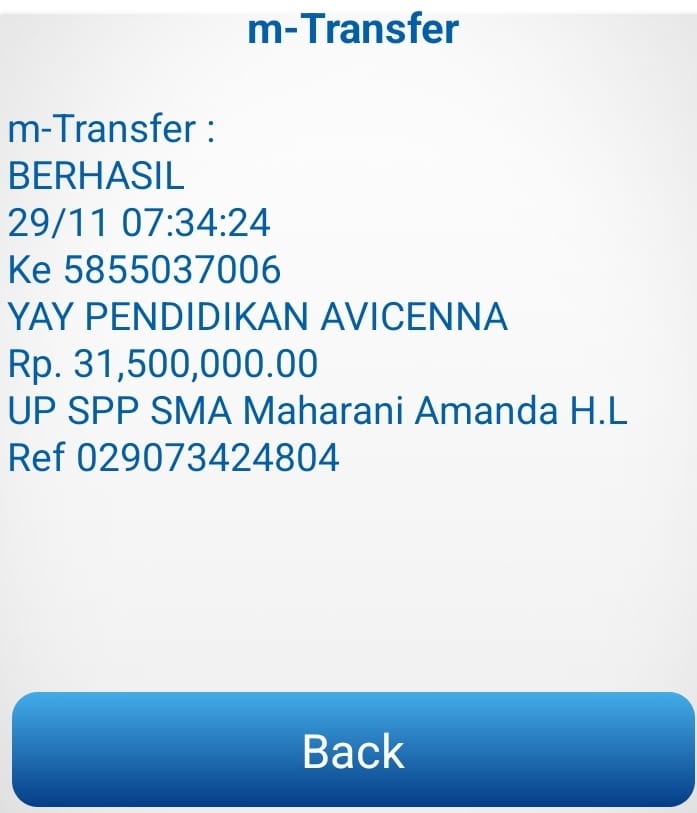 m-Transfer
m-Transfer :
BERHASIL
29/11 07:34:24
Ke 5855037006
YAY PENDIDIKAN AVICENNA
Rp. 31,500,000.00
UP SPP SMA Maharani Amanda H.L
Ref 029073424804
Back